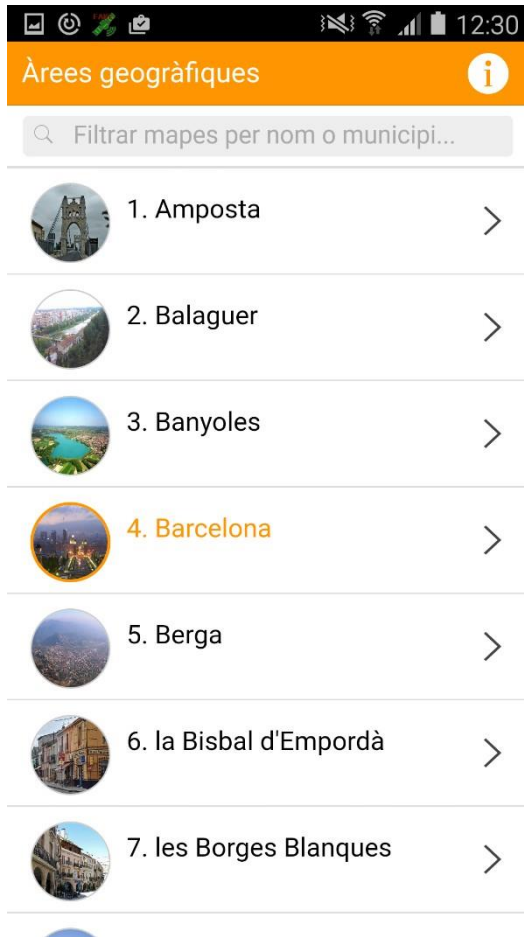 12:30
Àrees geogràfiques
i
Filtrar mapes per nom o municipi...
1. Amposta
2. Balaguer
3. Banyoles
4. Barcelona
5. Berga
6. la Bisbal d'Empordà
7. les Borges Blanques